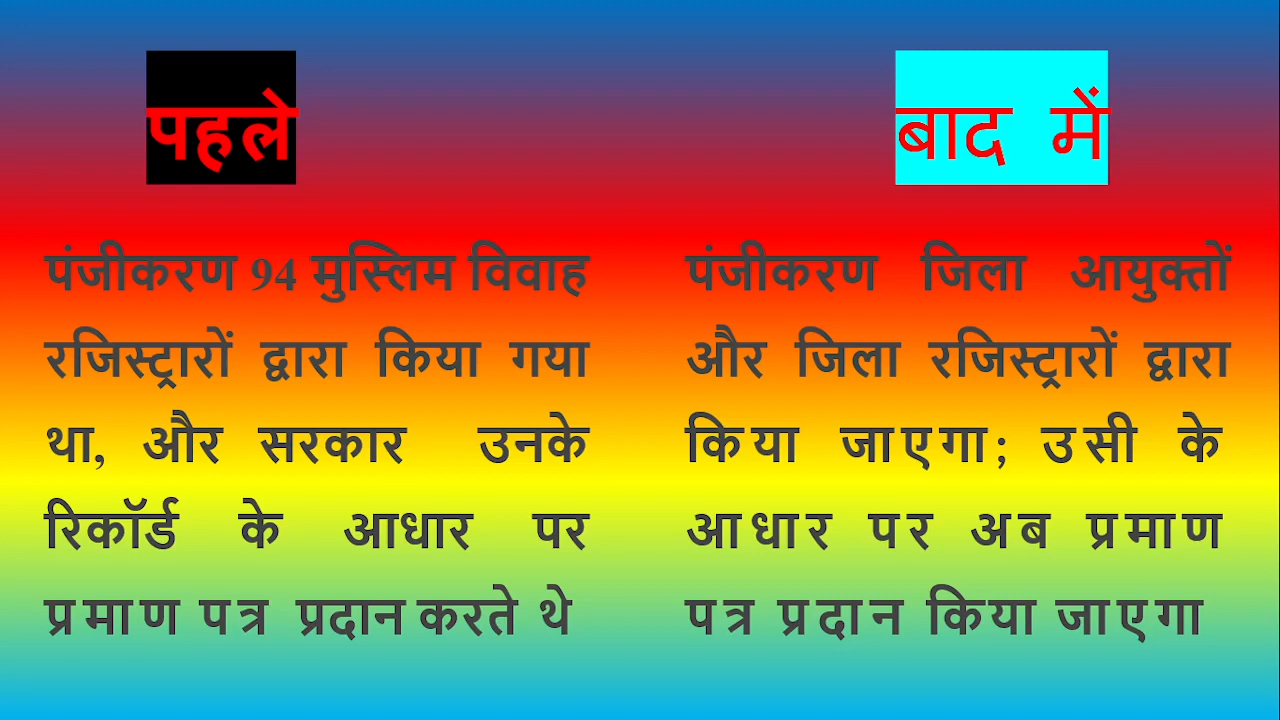 पहले
बाद में
पंजीकरण 94 मुस्लिम विवाह
रजिस्ट्रारों द्वारा किया गया
था, और सरकार उनके
रिकॉर्ड के आधार पर
प्रमाण पत्र प्रदान करते थे
पंजीकरण जिला आयुक्तों
और जिला रजिस्ट्रारों द्वारा
किया जाएगा; उसी के
आधार पर अब प्रमाण
पत्र प्रदान किया जाएगा